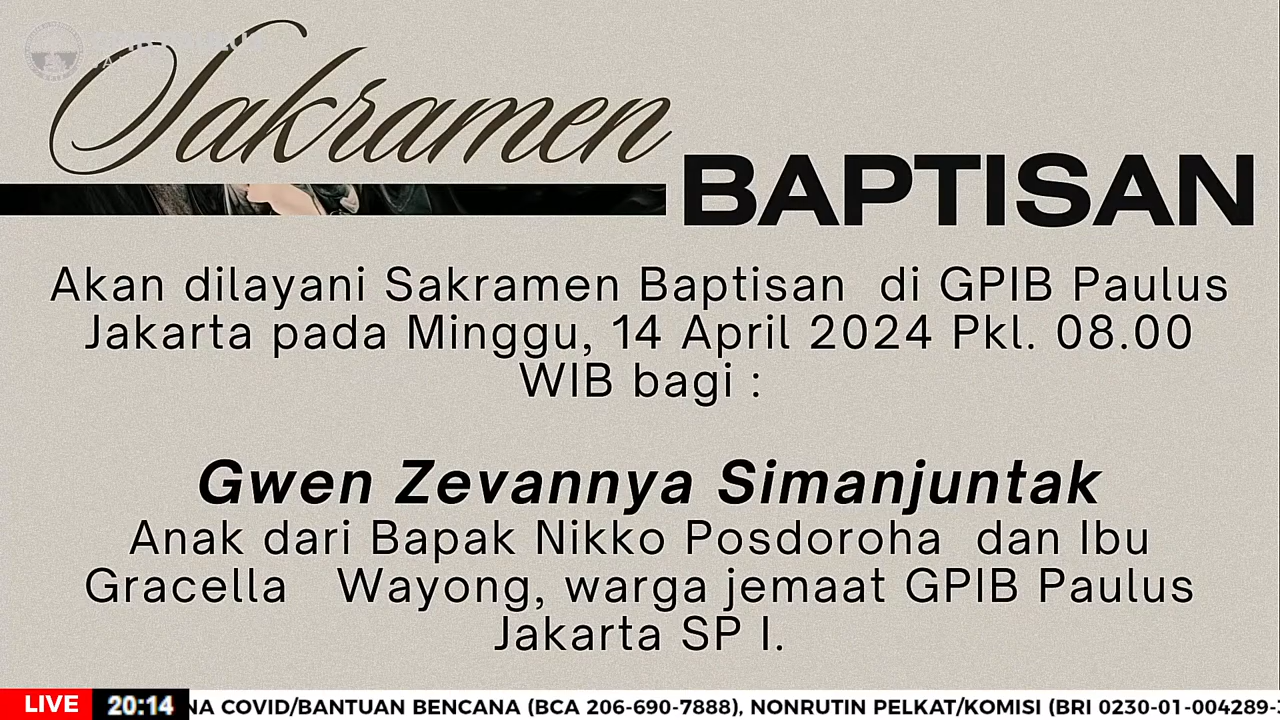 Sakramen
BAPTISAN
Akan dilayani Sakramen Baptisan di GPIB Paulus
Jakarta pada Minggu, 14 April 2024 Pkl. 08.00
WIB bagi :
Gwen Zevannya Simanjuntak
Anak dari Bapak Nikko Posdoroha dan Ibu
Gracella Wayong, warga jemaat GPIB Paulus
Jakarta SP I.
LIVE 20:14 NA COVID/BANTUAN BENCANA (BCA 206-690-7888), NONRUTIN PELKAT/KOMISI (BRI 0230-01-004289-